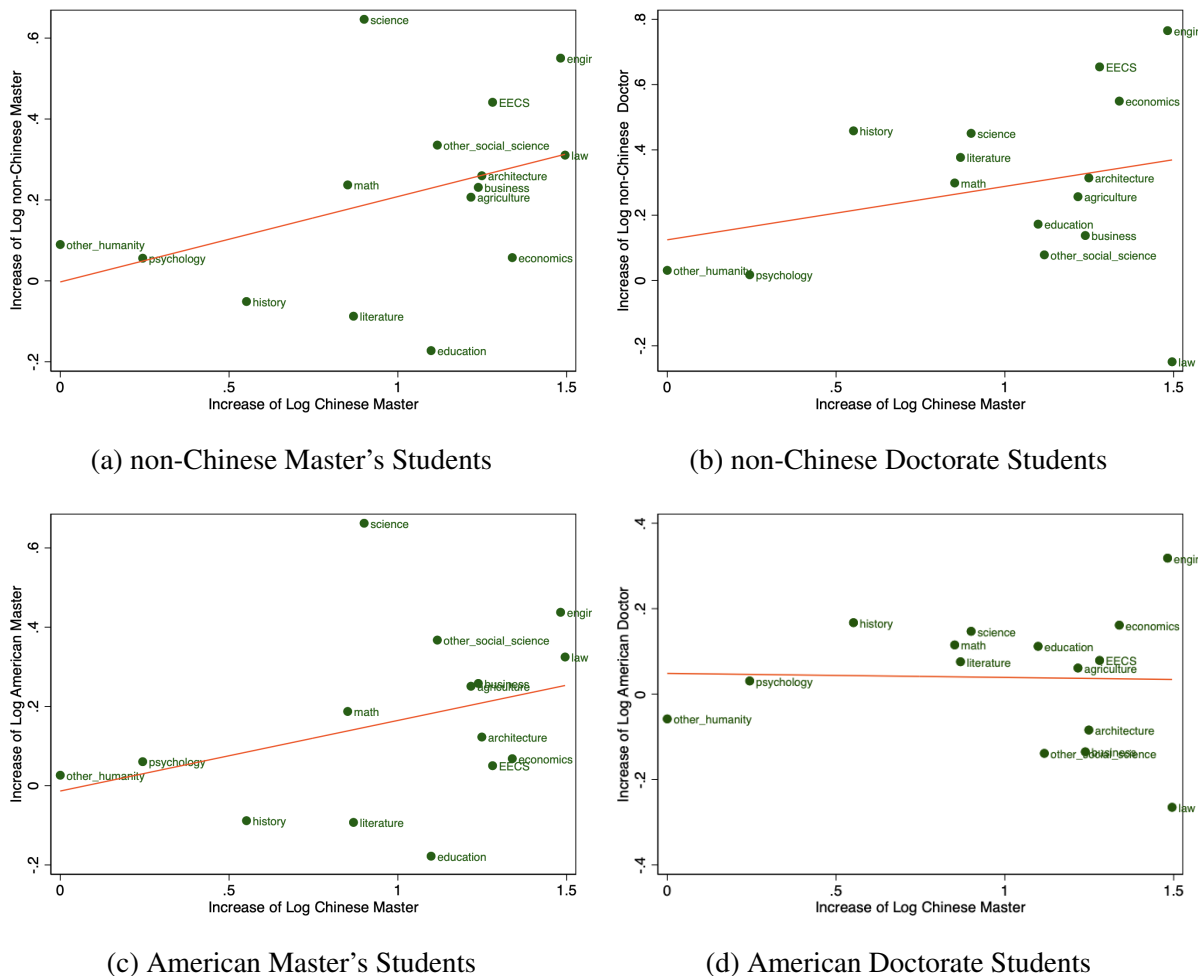 Increase of Log non-Chinese Master
.6
.4
.2
0
-.2
science
engir
EECS
other_social_science
law
architecture
math
business
agriculture
other_humanity
psychology
economics
history
literature
education
0 .5 1 1.5
Increase of Log Chinese Master
(a) non-Chinese Master's Students
Increase of Log non-Chinese Doctor
.8
.6
.4
.2
0
-.2
engir
EECS
economics
history
science
literature
math
architecture
agriculture
education
business
other_social_science
other_humanity
psychology
law
0 .5 1 1.5
Increase of Log Chinese Master
(b) non-Chinese Doctorate Students
Increase of Log American Master
.6
.4
.2
0
-.2
science
engir
other_social_science
law
business
agriculture
math
architecture
economics
EECS
psychology
other_humanity
history
literature
education
0 .5 1 1.5
Increase of Log Chinese Master
(c) American Master's Students
Increase of Log American Doctor
.4
.2
0
-.2
-.4
engir
history
economics
science
math
education
literature
EECS
agriculture
psychology
other_humanity
architecture
business
other_social_science
law
0 .5 1 1.5
Increase of Log Chinese Master
(d) American Doctorate Students